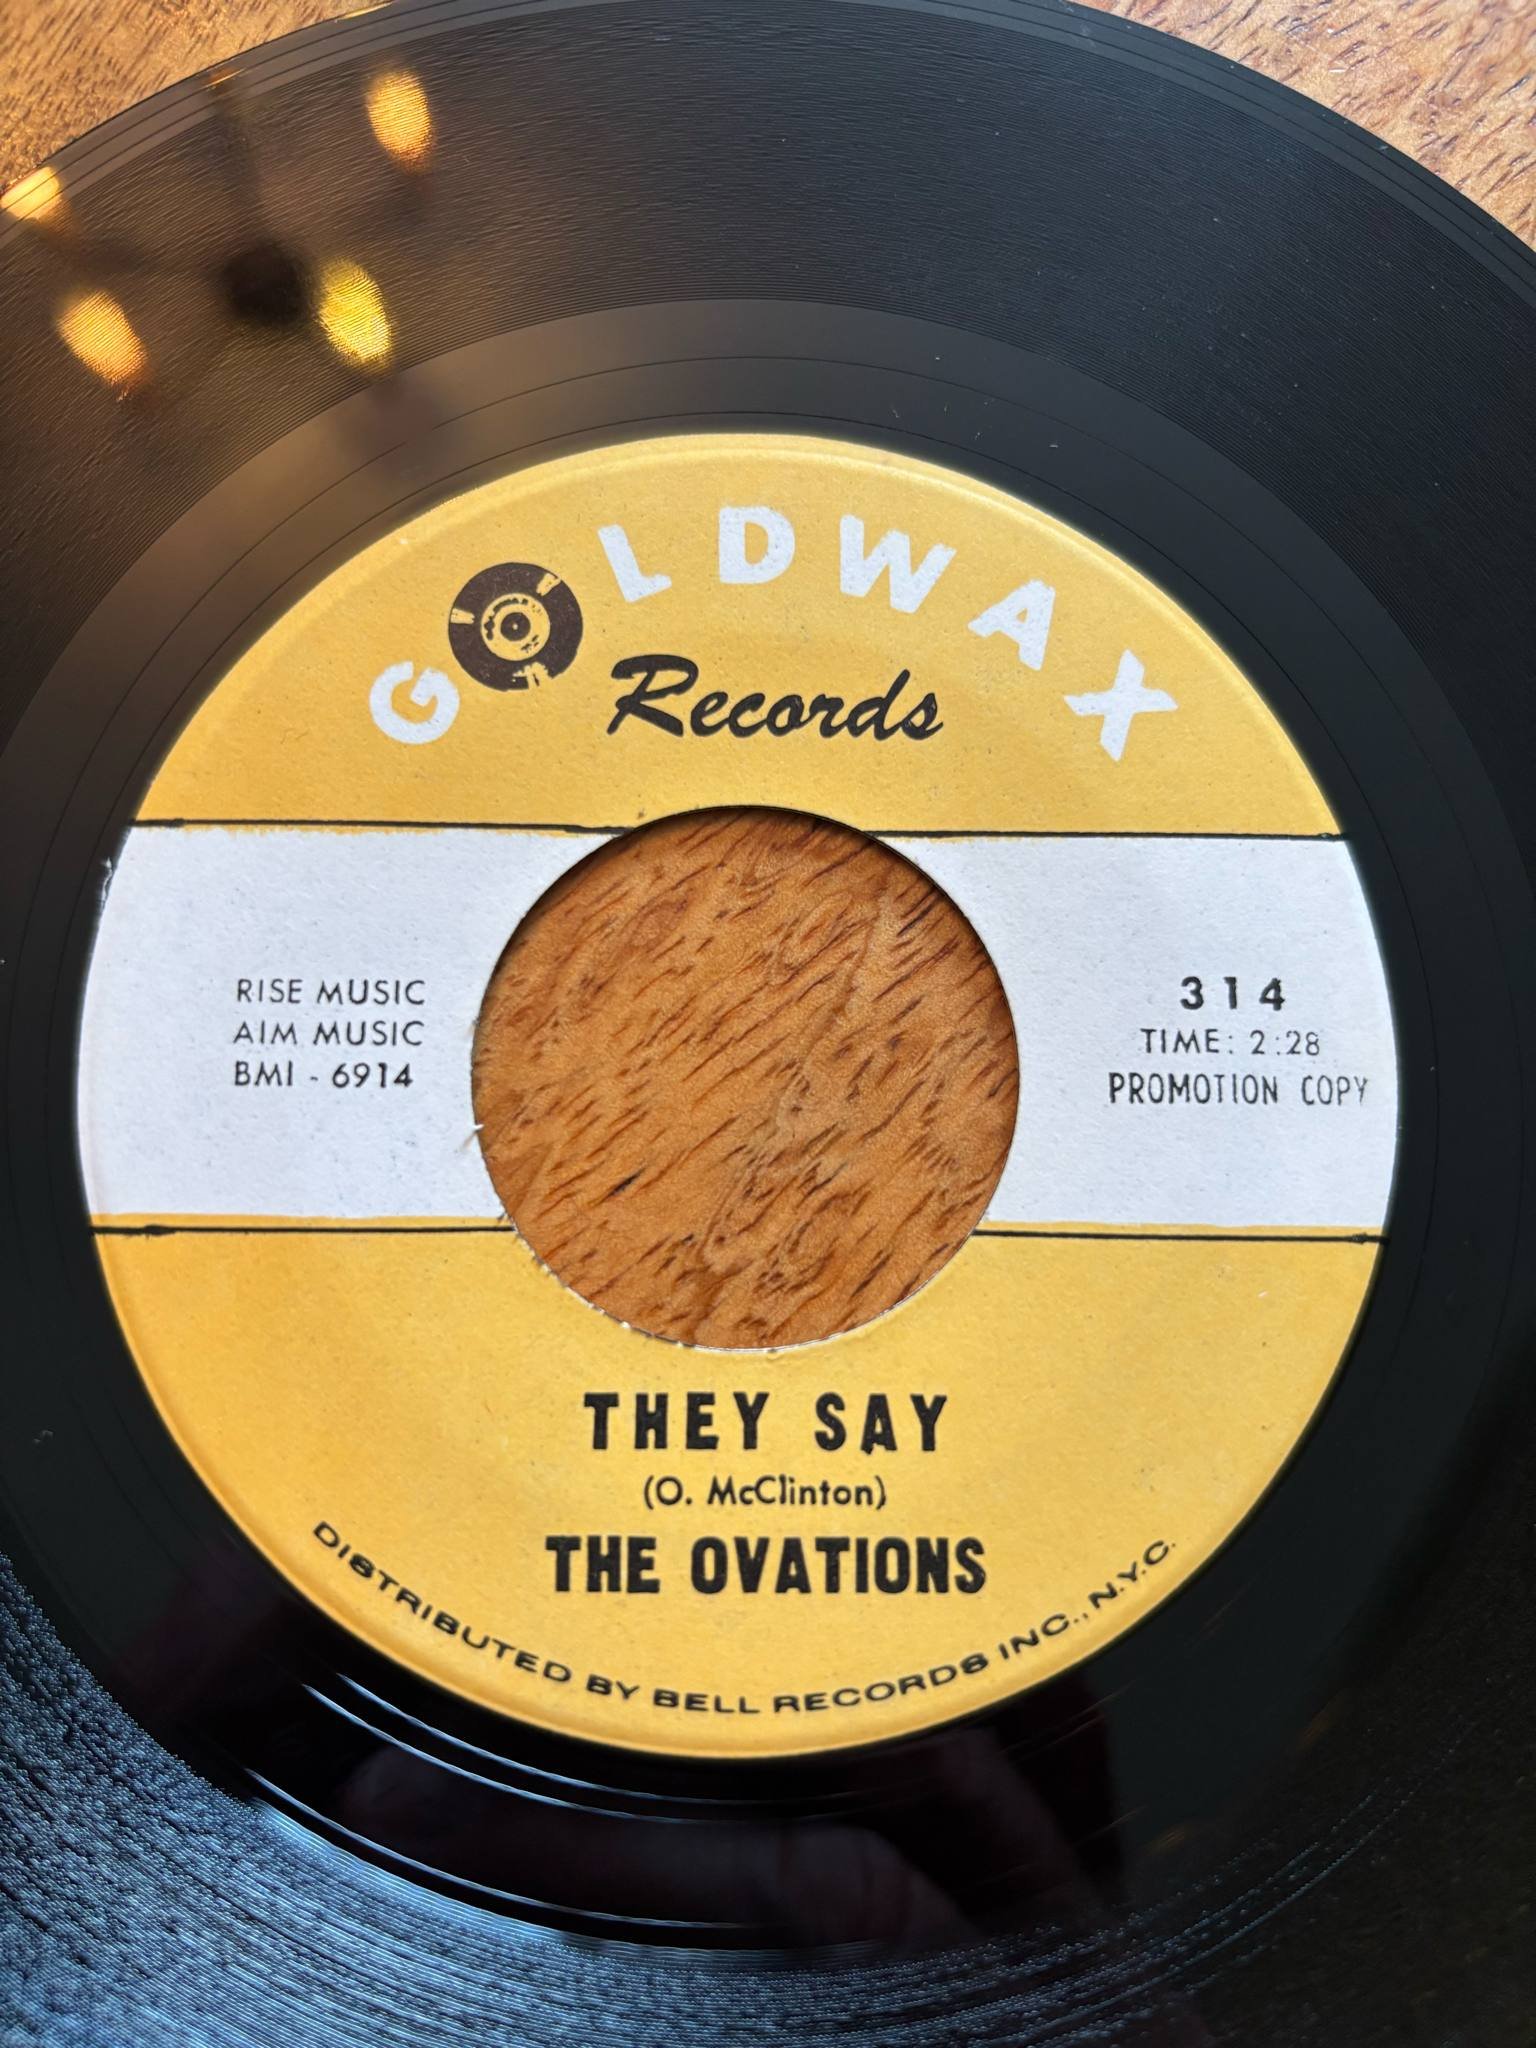 GOLDWAX
Records
RISE MUSIC
AIM MUSIC
BMI - 6914
314
TIME: 2:28
PROMOTION COPY
THEY SAY
(O. McClinton)
THE OVATIONS
DISTRIBUTED BY BELL RECORDS INC., N.Y.C.